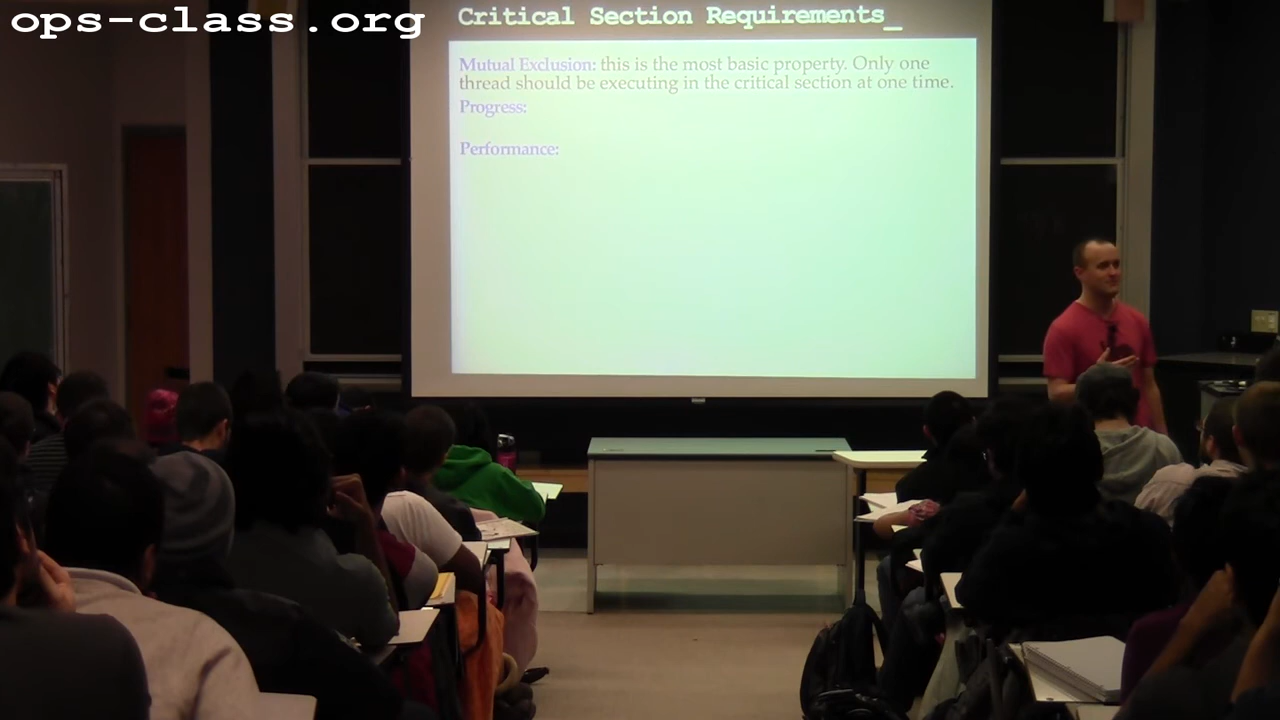 ops-class.org
Critical Section Requirements_
Mutual Exclusion: this is the most basic property. Only one
thread should be executing in the critical section at one time.
Progress:
Performance: